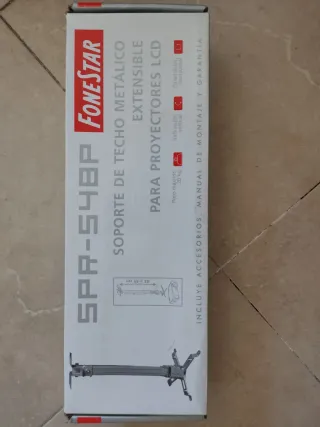 FONESTAR
SPR-548P
SOPORTE DE TECHO METÁLICO
EXTENSIBLE
PARA PROYECTORES LCD
INCLUYE ACCESORIOS, MANUAL DE MONTAJE Y GARANTÍA